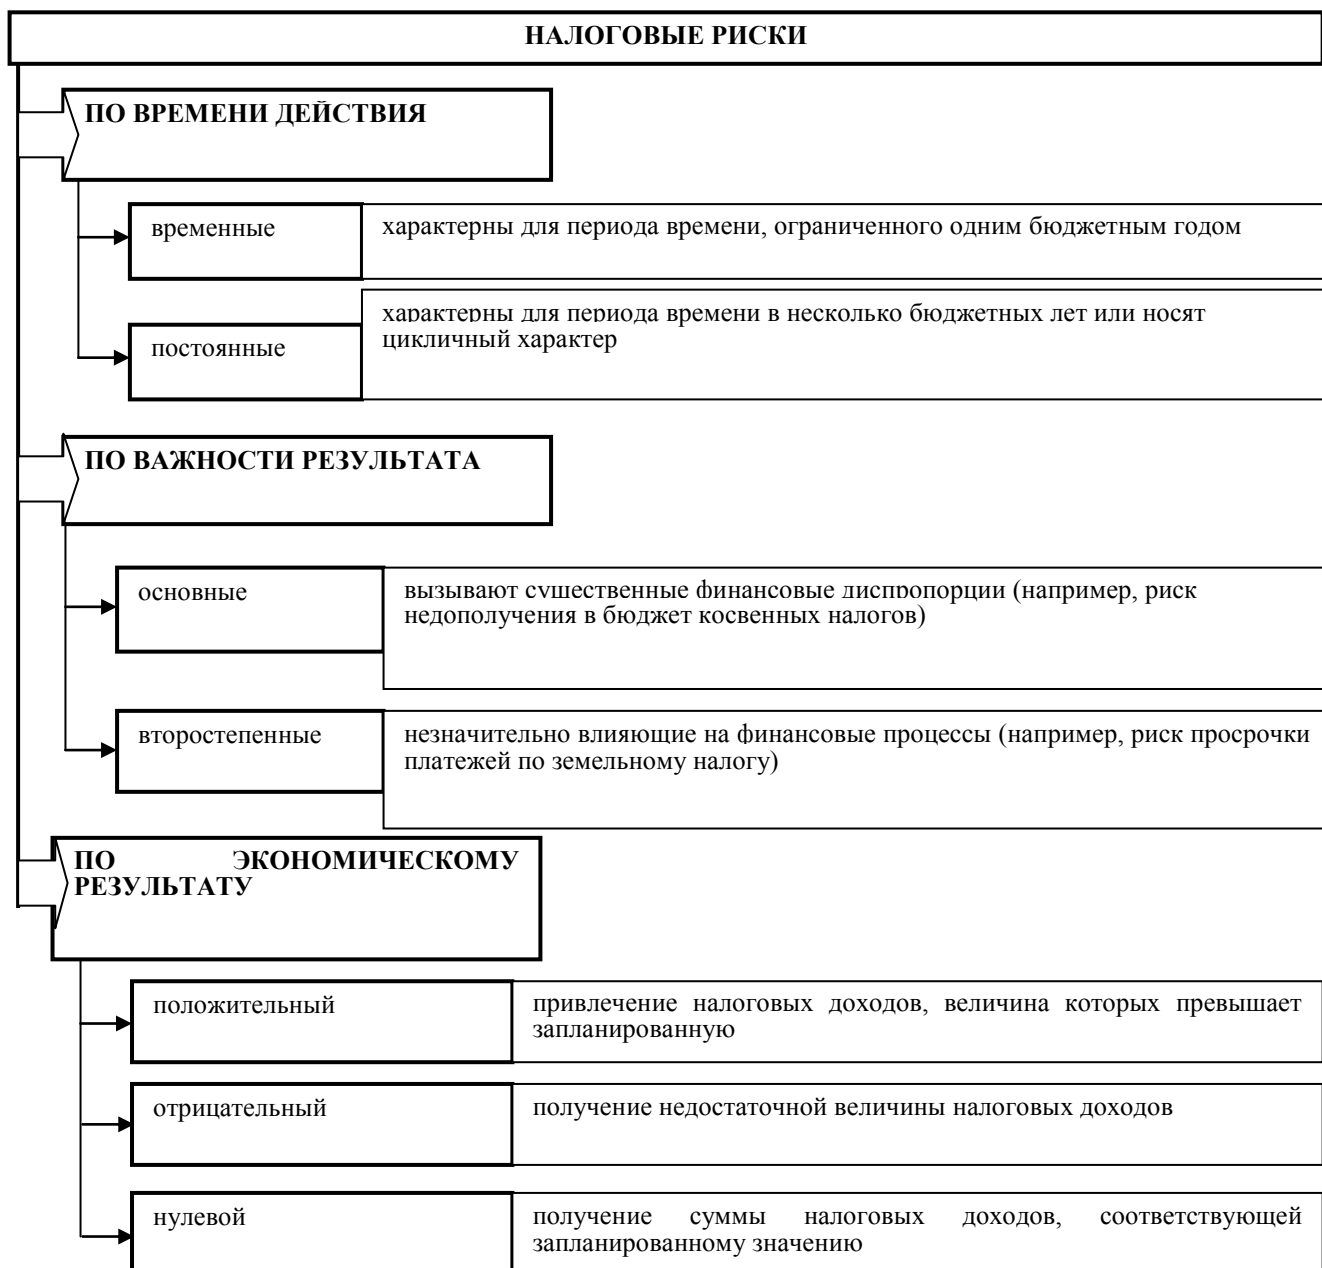 НАЛОГОВЫЕ РИСКИ
ПО ВРЕМЕНИ ДЕЙСТВИЯ
временные
характерны для периода времени, ограниченного одним бюджетным годом
постоянные
характерны для периода времени в несколько бюджетных лет или носят
цикличный характер
ПО ВАЖНОСТИ РЕЗУЛЬТАТА
основные
вызывают существенные финансовые диспропорции (например, риск
недополучения в бюджет косвенных налогов)
второстепенные
незначительно влияющие на финансовые процессы (например, риск просрочки
платежей по земельному налогу)
ПО ЭКОНОМИЧЕСКОМУ
РЕЗУЛЬТАТУ
положительный
привлечение налоговых доходов, величина которых превышает
запланированную
отрицательный
получение недостаточной величины налоговых доходов
нулевой
получение суммы налоговых доходов, соответствующей
запланированному значению